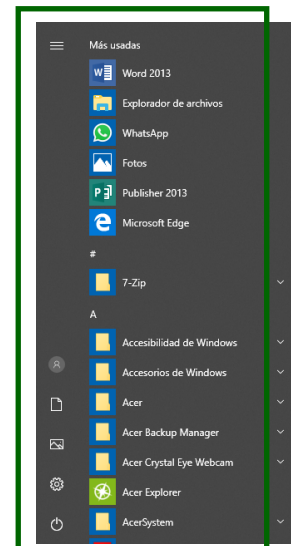 Más usadas
Word 2013
Explorador de archivos
WhatsApp
Fotos
Publisher 2013
Microsoft Edge
#
7-Zip
A
Accesibilidad de Windows
Accesorios de Windows
Acer
Acer Backup Manager
Acer Crystal Eye Webcam
Acer Explorer
AcerSystem